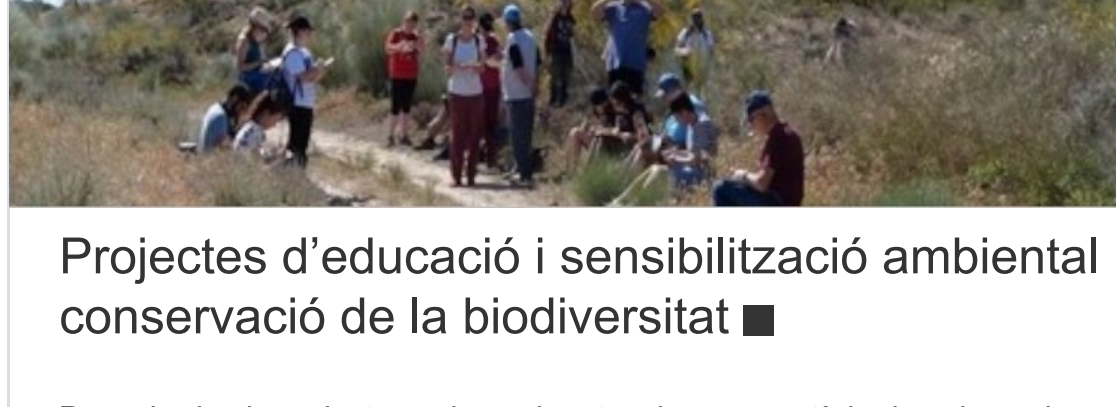 Projectes d’educació i sensibilització ambiental
conservació de la biodiversitat ■